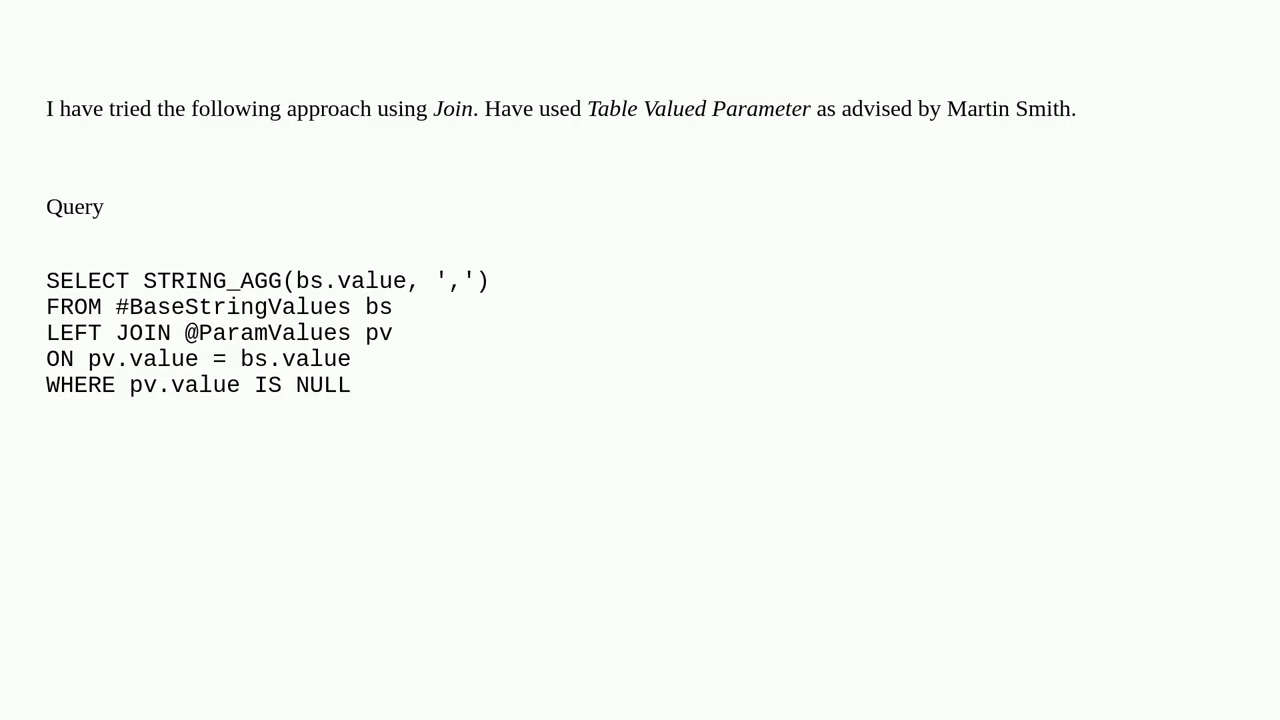 I have tried the following approach using Join. Have used Table Valued Parameter as advised by Martin Smith.
Query
SELECT STRING_AGG(bs.value, ',')
FROM #BaseStringValues bs
LEFT JOIN @ParamValues pv
ON pv.value = bs.value
WHERE pv.value IS NULL